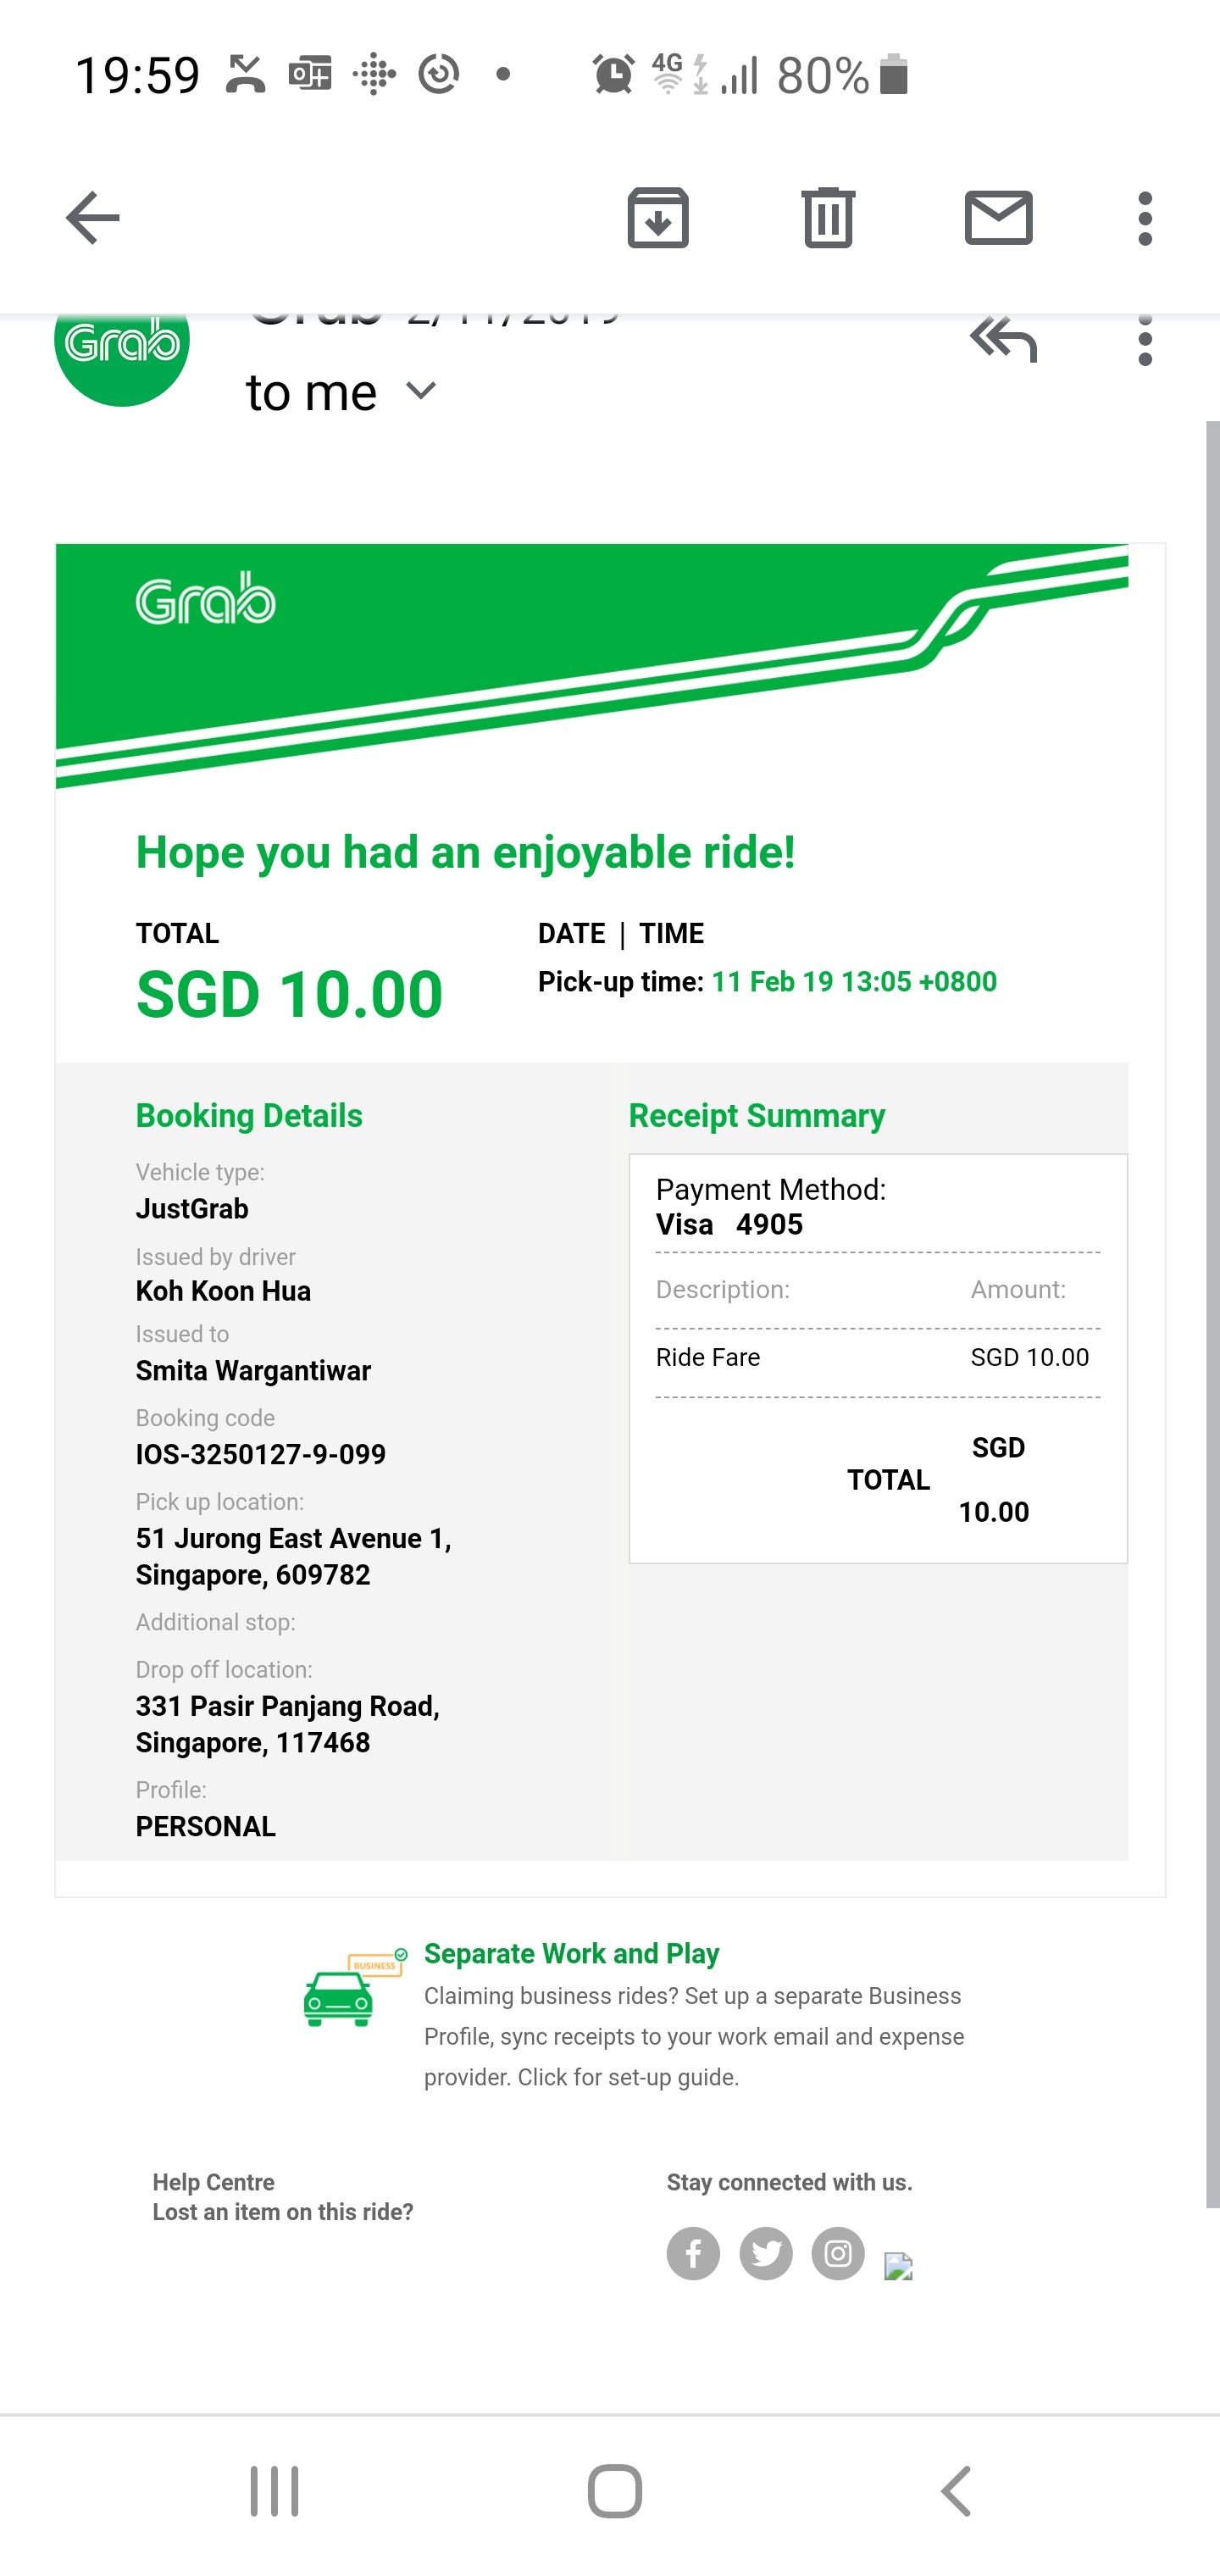 19:59 4G 80%
Grab
Grab 2/11/2019
to me
Grab
Hope you had an enjoyable ride!
TOTAL
SGD 10.00
DATE | TIME
Pick-up time: 11 Feb 19 13:05 +0800
Booking Details
Vehicle type:
JustGrab
Issued by driver
Koh Koon Hua
Issued to
Smita Wargantiwar
Booking code
IOS-3250127-9-099
Pick up location:
51 Jurong East Avenue 1,
Singapore, 609782
Additional stop:
Drop off location:
331 Pasir Panjang Road,
Singapore, 117468
Profile:
PERSONAL
Receipt Summary
Payment Method:
Visa 4905
Description: Amount:
Ride Fare SGD 10.00
TOTAL SGD
10.00
BUSINESS
Separate Work and Play
Claiming business rides? Set up a separate Business
Profile, sync receipts to your work email and expense
provider. Click for set-up guide.
Help Centre
Lost an item on this ride?
Stay connected with us.